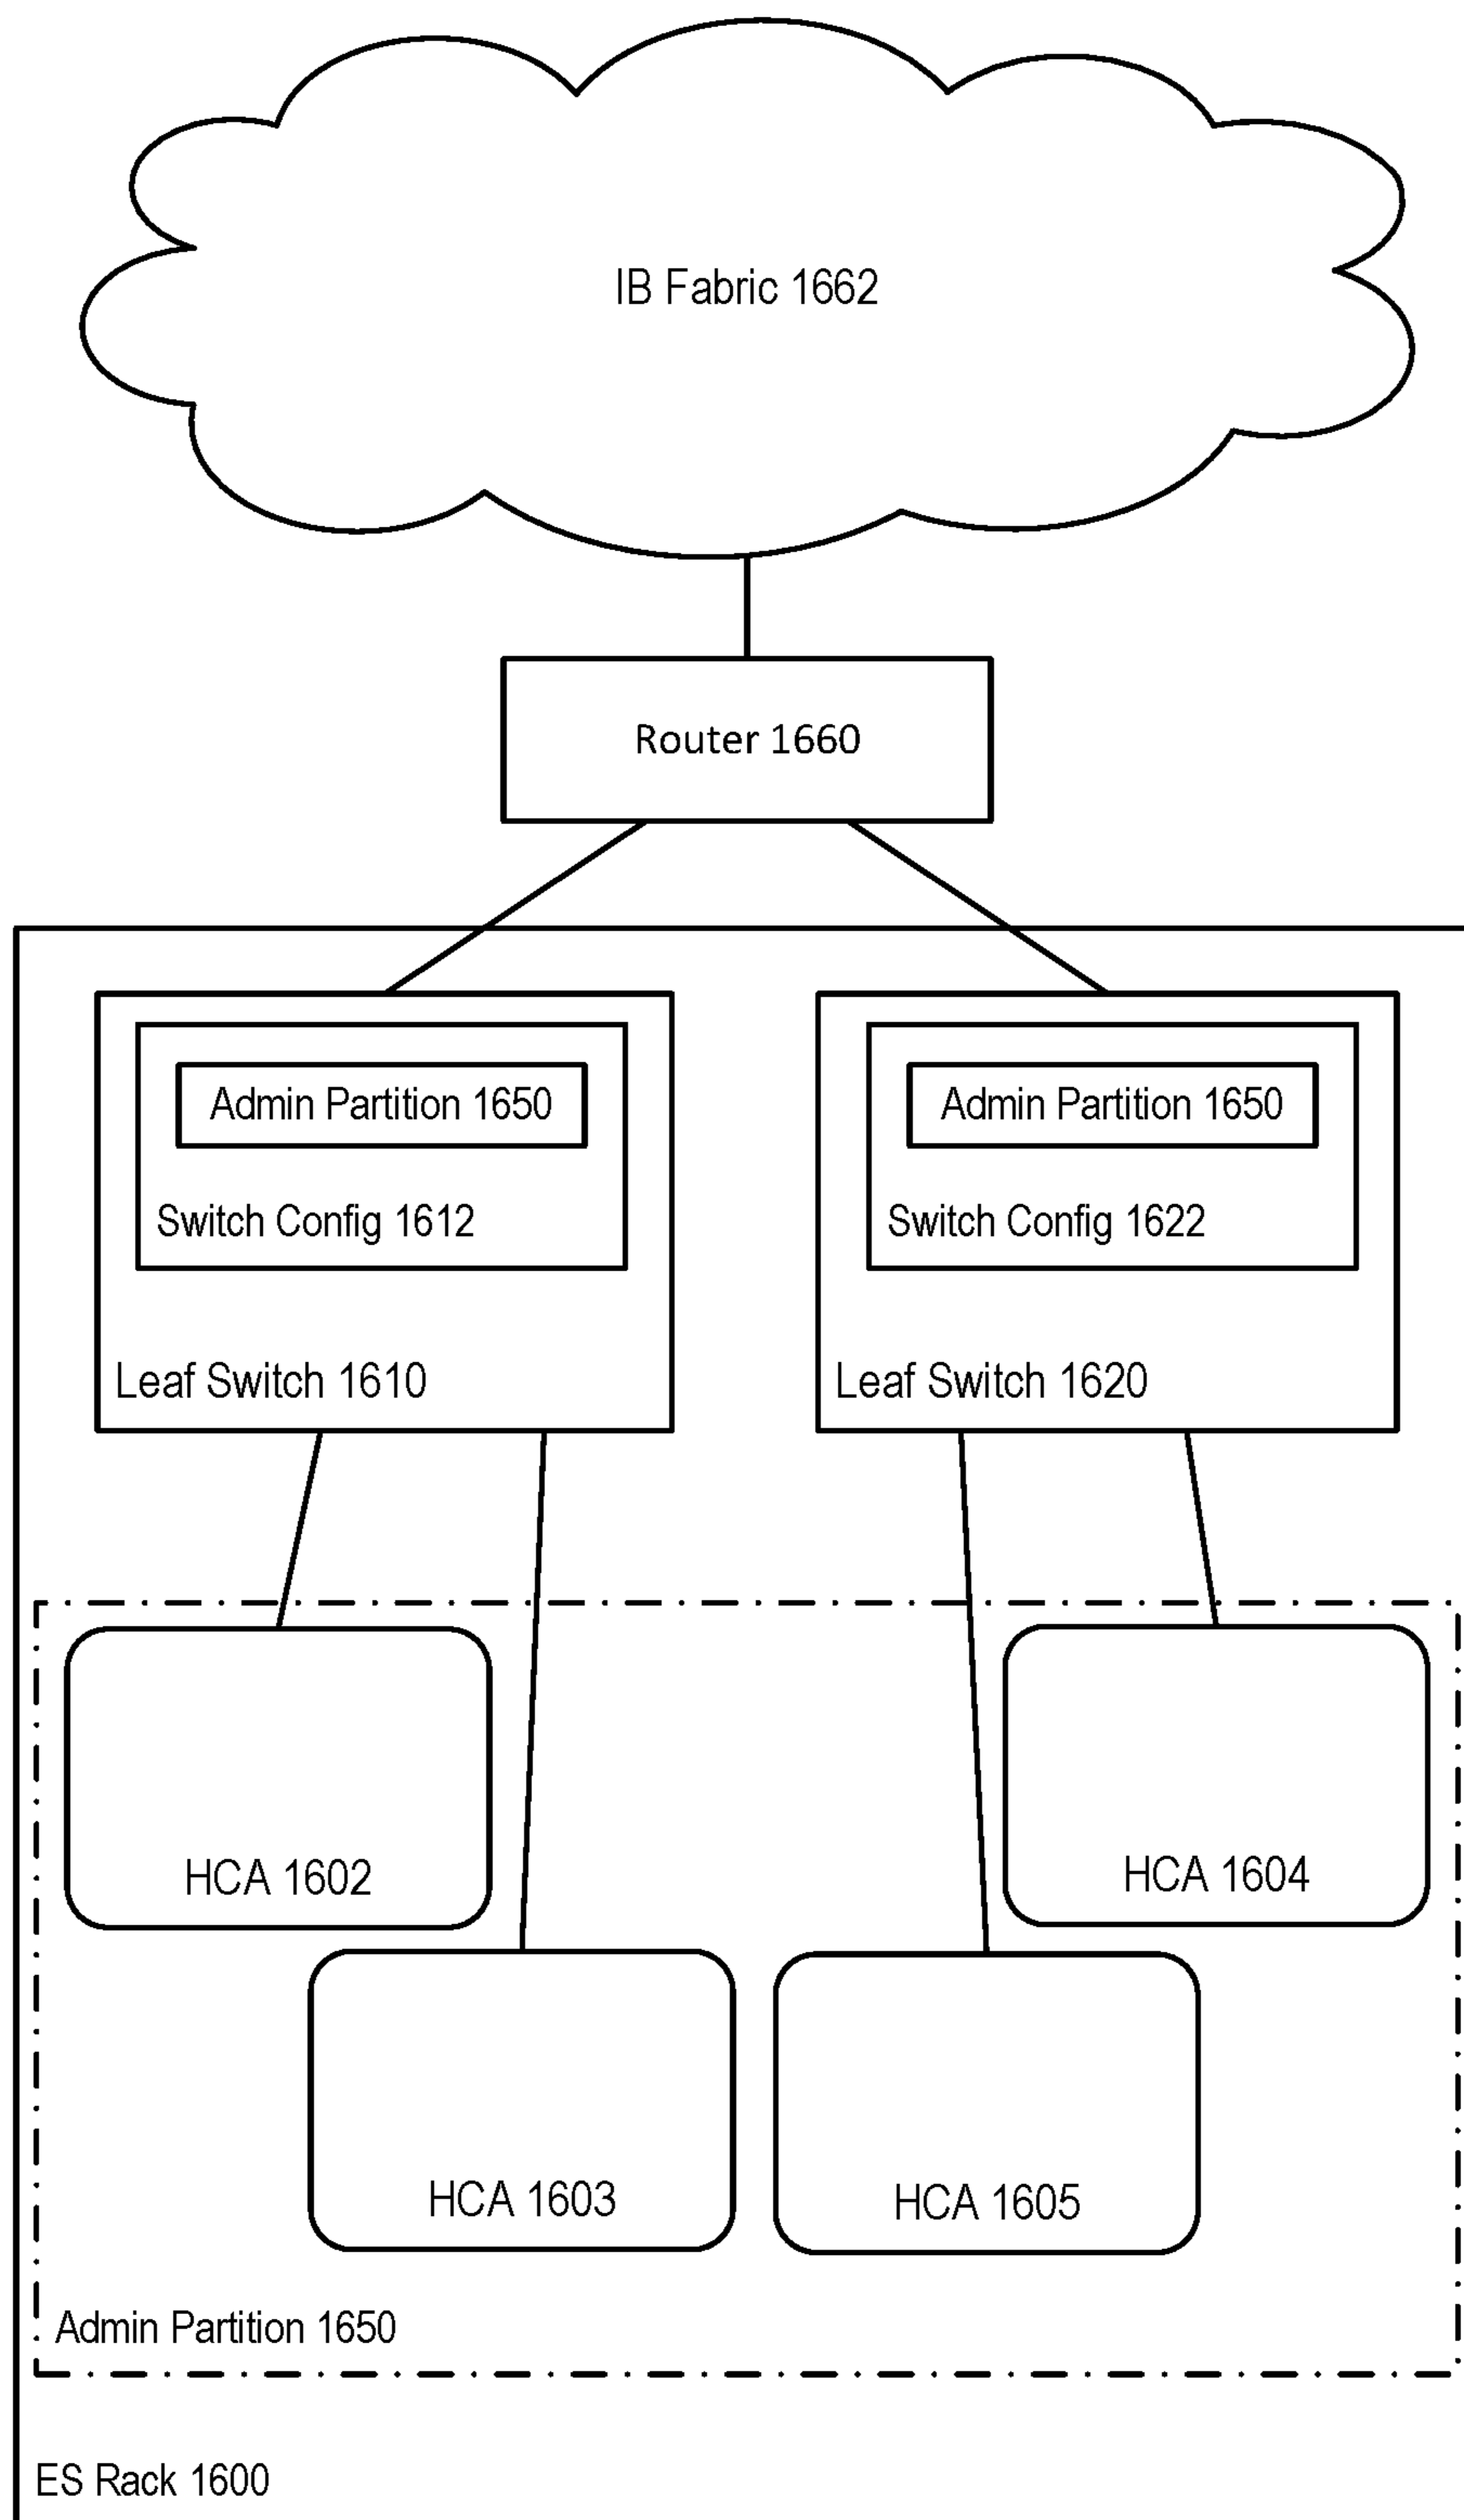 IB Fabric 1662
Router 1660
Admin Partition 1650
Switch Config 1612
Leaf Switch 1610
Admin Partition 1650
Switch Config 1622
Leaf Switch 1620
HCA 1602
HCA 1604
HCA 1603
HCA 1605
Admin Partition 1650
ES Rack 1600